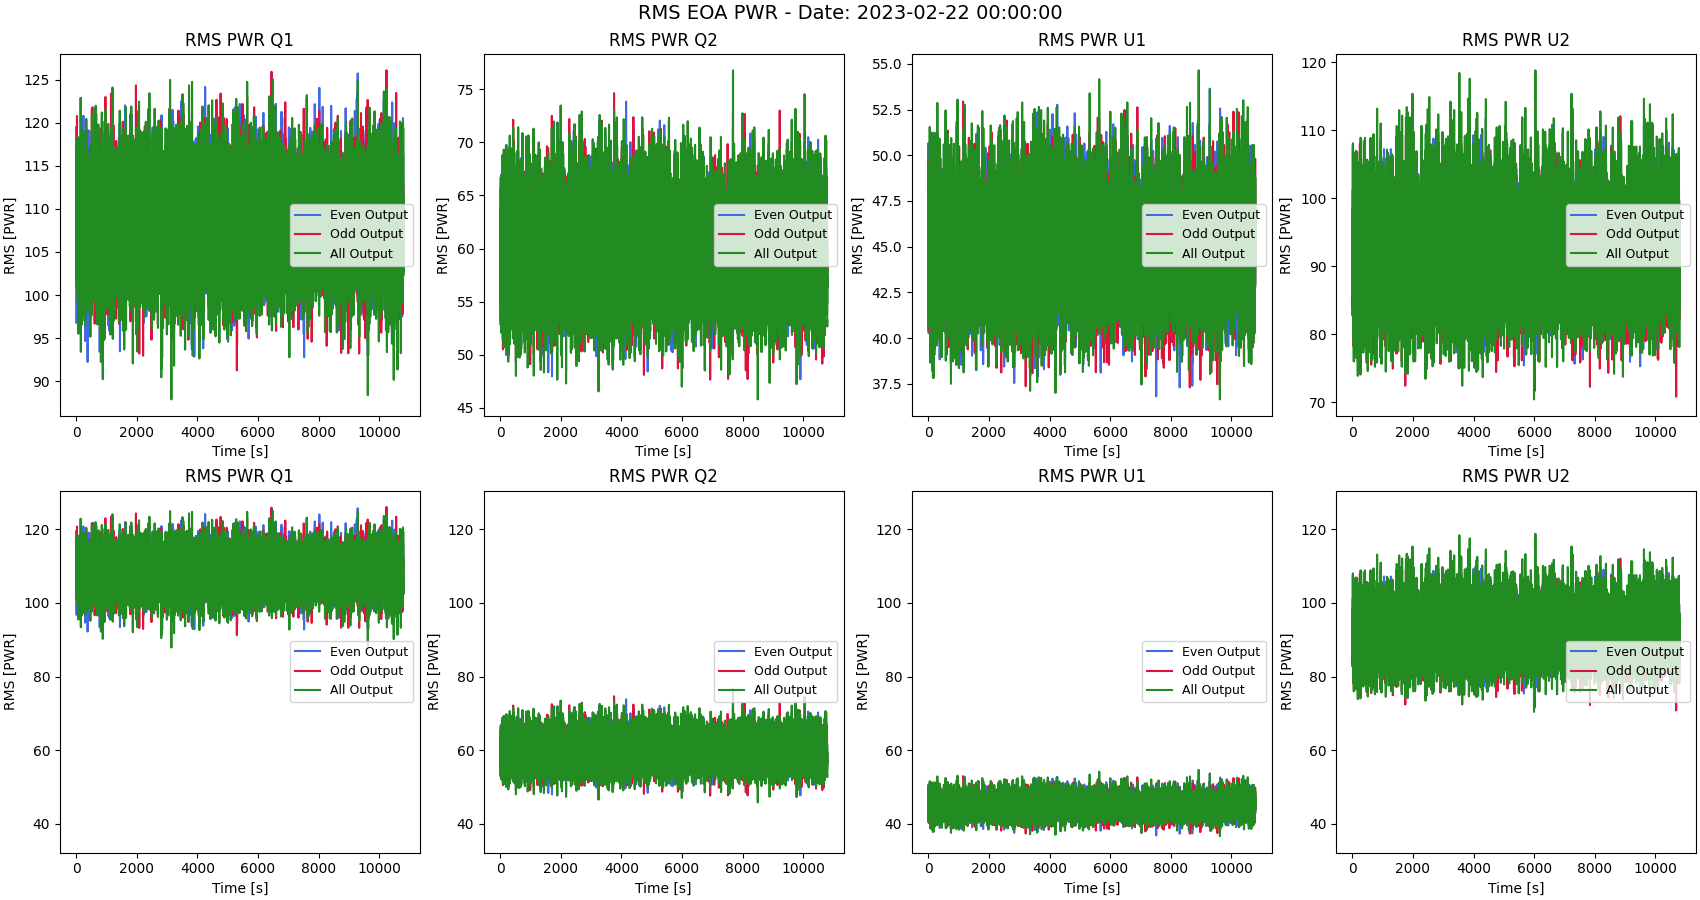 RMS EOA PWR - Date: 2023-02-22 00:00:00
RMS PWR Q1
RMS [PWR]
125
120
115
110
105
100
95
90
0 2000 4000 6000 8000 10000
Time [s]
Even Output
Odd Output
All Output
RMS PWR Q2
RMS [PWR]
75
70
65
60
55
50
45
0 2000 4000 6000 8000 10000
Time [s]
Even Output
Odd Output
All Output
RMS PWR U1
RMS [PWR]
55.0
52.5
50.0
47.5
45.0
42.5
40.0
37.5
0 2000 4000 6000 8000 10000
Time [s]
Even Output
Odd Output
All Output
RMS PWR U2
RMS [PWR]
120
110
100
90
80
70
0 2000 4000 6000 8000 10000
Time [s]
Even Output
Odd Output
All Output
RMS PWR Q1
RMS [PWR]
120
100
80
60
40
0 2000 4000 6000 8000 10000
Time [s]
Even Output
Odd Output
All Output
RMS PWR Q2
RMS [PWR]
120
100
80
60
40
0 2000 4000 6000 8000 10000
Time [s]
Even Output
Odd Output
All Output
RMS PWR U1
RMS [PWR]
120
100
80
60
40
0 2000 4000 6000 8000 10000
Time [s]
Even Output
Odd Output
All Output
RMS PWR U2
RMS [PWR]
120
100
80
60
40
0 2000 4000 6000 8000 10000
Time [s]
Even Output
Odd Output
All Output